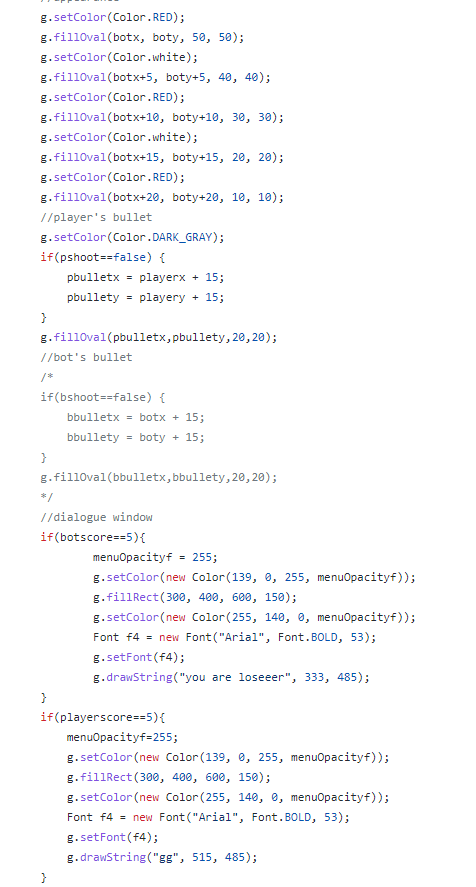 //appearance
g.setColor(Color.RED);
g.fillOval(botx, boty, 50, 50);
g.setColor(Color.white);
g.fillOval(botx+5, boty+5, 40, 40);
g.setColor(Color.RED);
g.fillOval(botx+10, boty+10, 30, 30);
g.setColor(Color.white);
g.fillOval(botx+15, boty+15, 20, 20);
g.setColor(Color.RED);
g.fillOval(botx+20, boty+20, 10, 10);
//player's bullet
g.setColor(Color.DARK_GRAY);
if(pshoot==false) {
    pbulletx = playerx + 15;
    pbullety = playery + 15;
}
g.fillOval(pbulletx,pbullety,20,20);
//bot's bullet
/*
if(bshoot==false) {
    bbulletx = botx + 15;
    bbullety = boty + 15;
}
g.fillOval(bbulletx,bbullety,20,20);
*/
//dialogue window
if(botscore==5){
        menuOpacityf = 255;
        g.setColor(new Color(139, 0, 255, menuOpacityf));
        g.fillRect(300, 400, 600, 150);
        g.setColor(new Color(255, 140, 0, menuOpacityf));
        Font f4 = new Font("Arial", Font.BOLD, 53);
        g.setFont(f4);
        g.drawString("you are loseeer", 333, 485);
}
if(playerscore==5){
    menuOpacityf=255;
    g.setColor(new Color(139, 0, 255, menuOpacityf));
    g.fillRect(300, 400, 600, 150);
    g.setColor(new Color(255, 140, 0, menuOpacityf));
    Font f4 = new Font("Arial", Font.BOLD, 53);
    g.setFont(f4);
    g.drawString("gg", 515, 485);
}